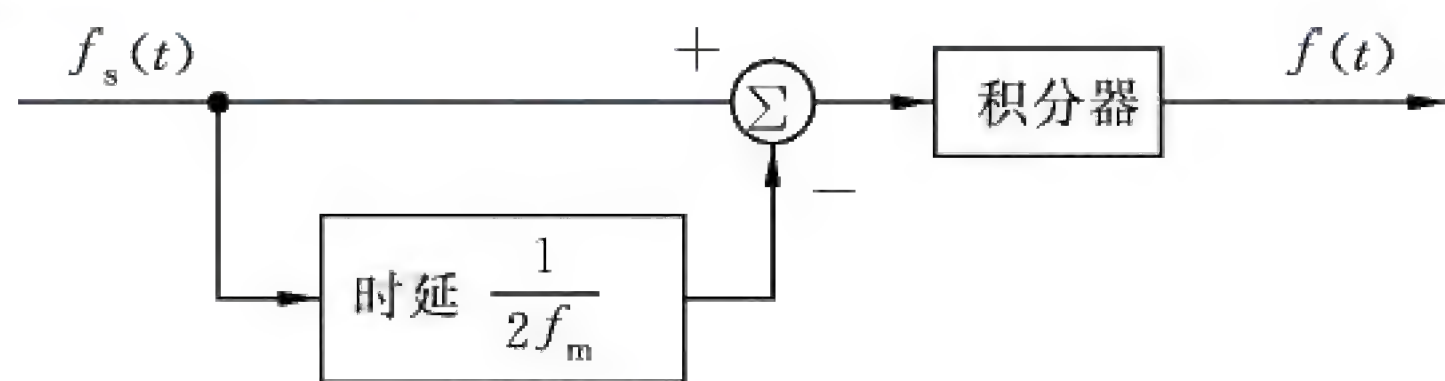 f_s(t)
+
Σ
积分器
f(t)
−
时延 1/(2f_m)